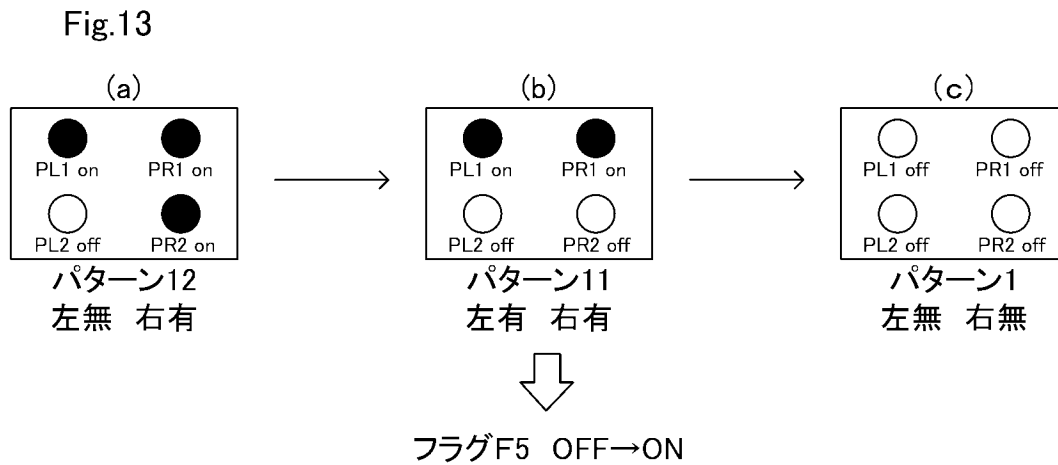 Fig.13
(a) (b) (c)
PL1 on PR1 on PL1 on PR1 on PL1 off PR1 off
PL2 off PR2 on PL2 off PR2 off PL2 off PR2 off
パターン12 パターン11 パターン1
左無 右有 左有 右有 左無 右無
フラグF5 OFF→ON